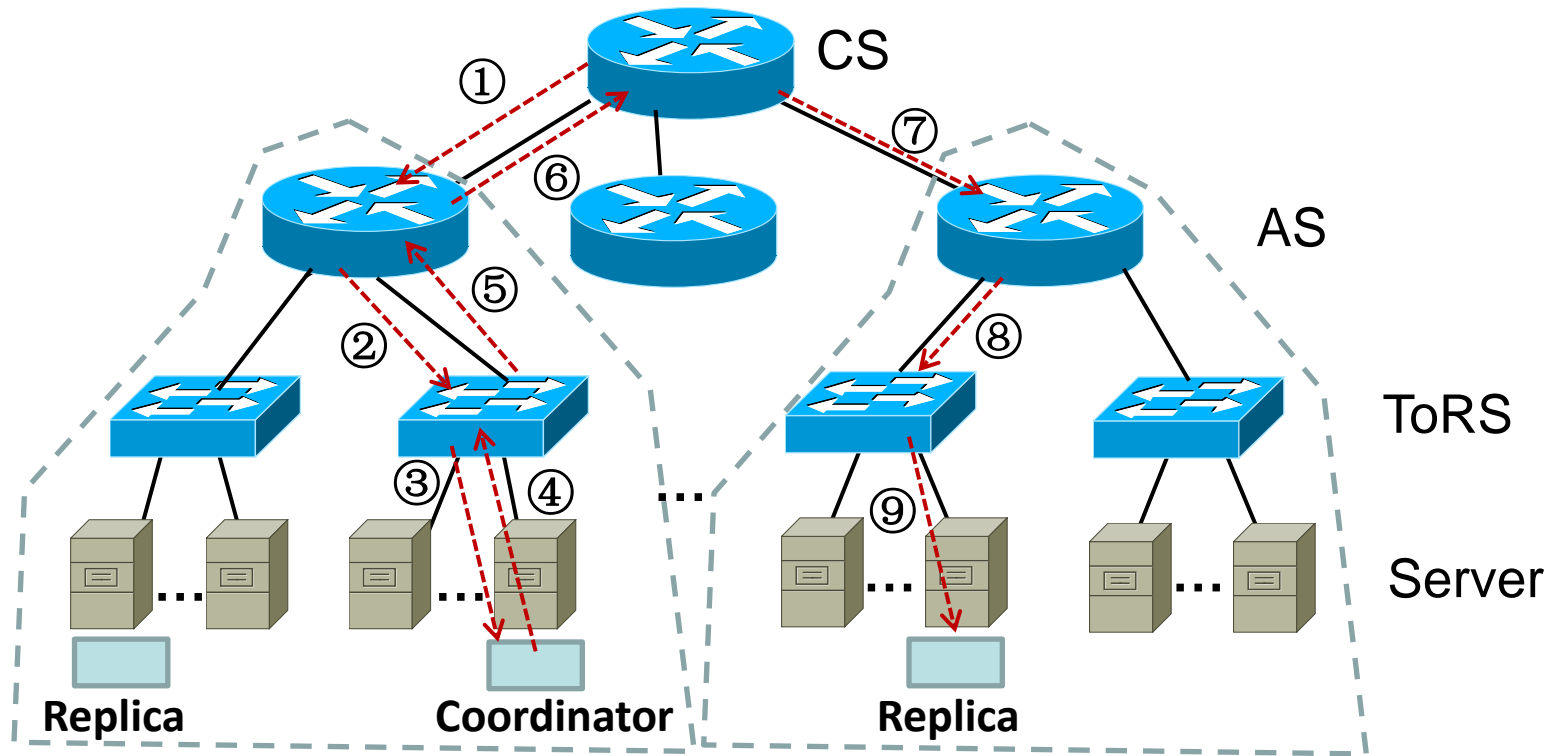 CS
①
⑦
⑥
AS
⑤
②
⑧
ToRS
③
④
...
⑨
Server
...
...
...
...
Replica
Coordinator
Replica